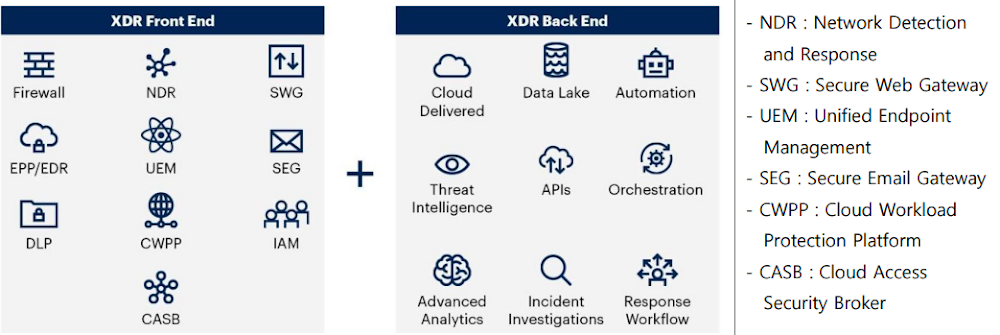 XDR Front End
Firewall
NDR
SWG
EPP/EDR
UEM
SEG
DLP
CWPP
IAM
CASB
+
XDR Back End
Cloud
Delivered
Data Lake
Automation
Threat
Intelligence
APIs
Orchestration
Advanced
Analytics
Incident
Investigations
Response
Workflow
- NDR : Network Detection
and Response
- SWG : Secure Web Gateway
- UEM : Unified Endpoint
Management
- SEG : Secure Email Gateway
- CWPP : Cloud Workload
Protection Platform
- CASB : Cloud Access
Security Broker